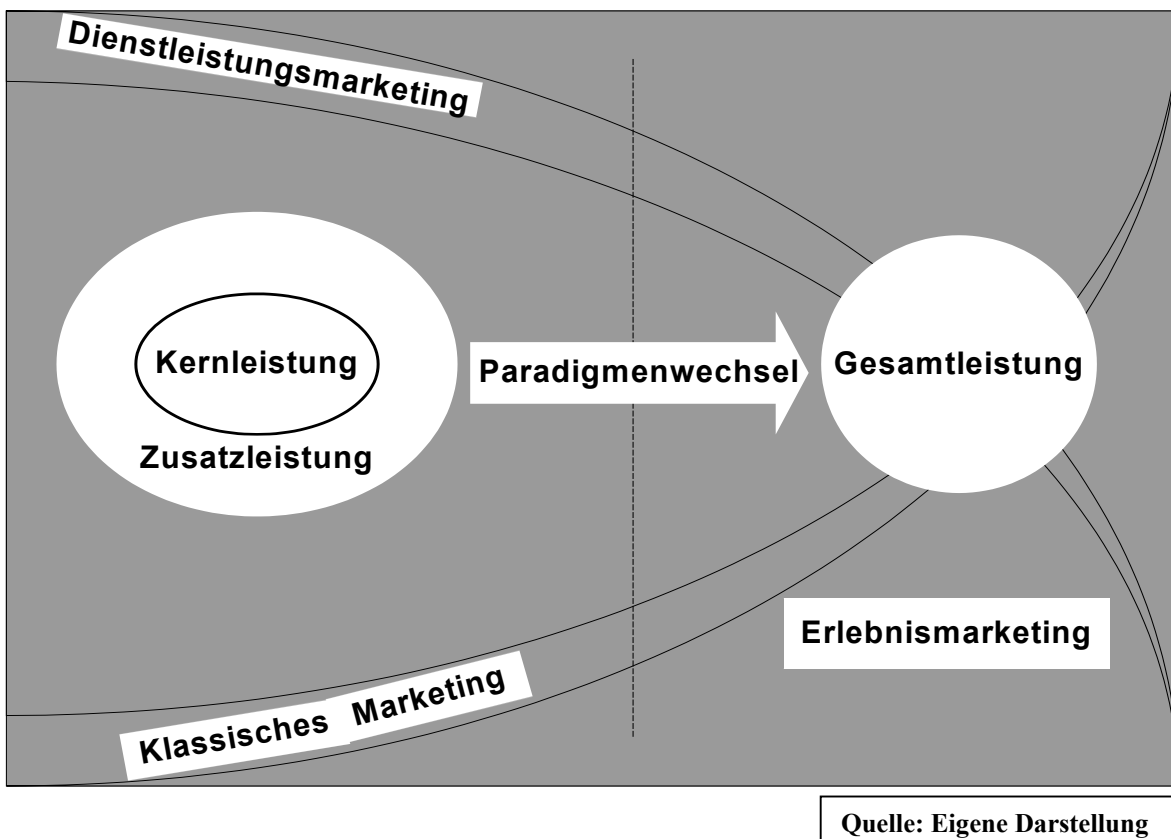 Dienstleistungsmarketing
Kernleistung
Zusatzleistung
Paradigmenwechsel
Gesamtleistung
Erlebnismarketing
Klassisches Marketing
Quelle: Eigene Darstellung